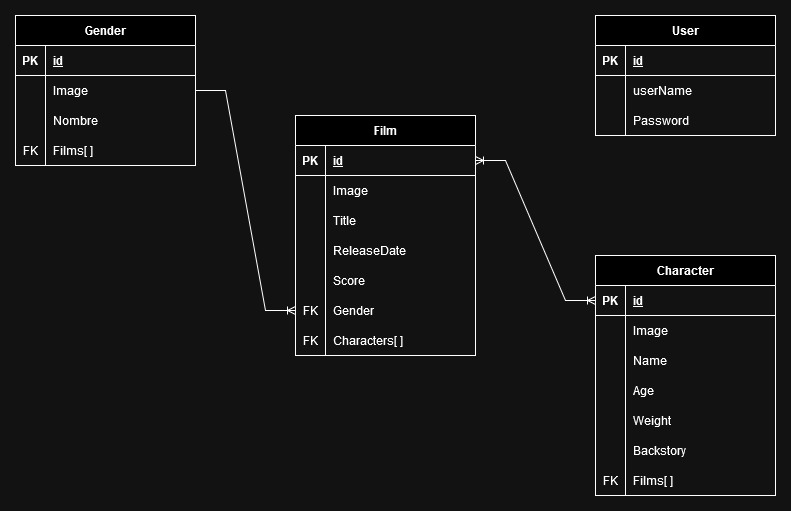 Gender
PK id
Image
Nombre
FK Films[ ]
User
PK id
userName
Password
Film
PK id
Image
Title
ReleaseDate
Score
FK Gender
FK Characters[ ]
Character
PK id
Image
Name
Age
Weight
Backstory
FK Films[ ]